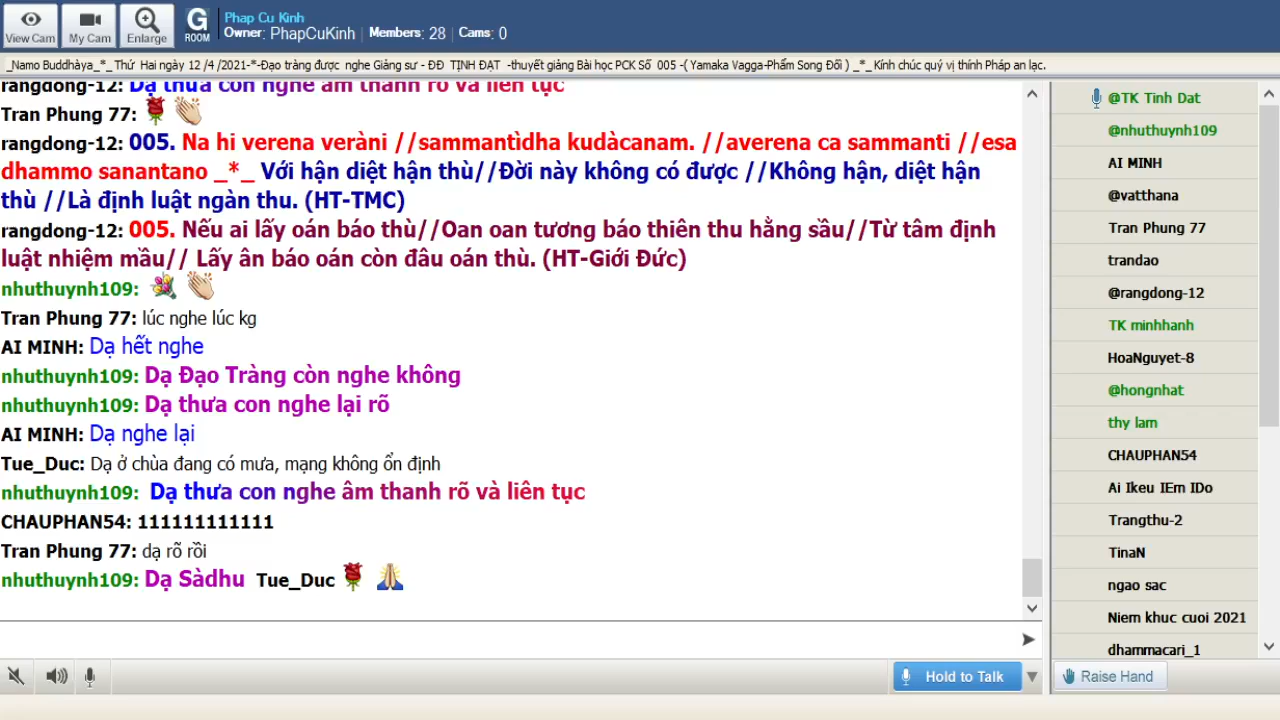 View Cam
My Cam
Enlarge
G ROOM
Phap Cu Kinh
Owner: PhapCuKinh | Members: 28 | Cams: 0
_Namo Buddhàya_*_ Thứ Hai ngày 12 /4 /2021-*-Đạo tràng được nghe Giảng sư - ĐĐ TỊNH ĐẠT -thuyết giảng Bài học PCK Số 005 -( Yamaka Vagga-Phẩm Song Đối ) _*_ Kính chúc quý vị thính Pháp an lạc.
rangdong-12: Dạ thưa con nghe âm thanh rõ và liên tục
Tran Phung 77:
rangdong-12: 005. Na hi verena veràni //sammantìdha kudàcanam. //averena ca sammanti //esa
dhammo sanantano _*_ Với hận diệt hận thù//Đời này không có được //Không hận, diệt hận
thù //Là định luật ngàn thu. (HT-TMC)
rangdong-12: 005. Nếu ai lấy oán báo thù//Oan oan tương báo thiên thu hằng sầu//Từ tâm định
luật nhiệm mầu// Lấy ân báo oán còn đâu oán thù. (HT-Giới Đức)
nhuthuynh109:
Tran Phung 77: lúc nghe lúc kg
AI MINH: Dạ hết nghe
nhuthuynh109: Dạ Đạo Tràng còn nghe không
nhuthuynh109: Dạ thưa con nghe lại rõ
AI MINH: Dạ nghe lại
Tue_Duc: Dạ ở chùa đang có mưa, mạng không ổn định
nhuthuynh109: Dạ thưa con nghe âm thanh rõ và liên tục
CHAUPHAN54: 111111111111
Tran Phung 77: dạ rõ rồi
nhuthuynh109: Dạ Sàdhu Tue_Duc
Hold to Talk
@TK Tinh Dat
@nhuthuynh109
AI MINH
@vatthana
Tran Phung 77
trandao
@rangdong-12
TK minhhanh
HoaNguyet-8
@hongnhat
thy lam
CHAUPHAN54
Ai Ikeu IEm IDo
Trangthu-2
TinaN
ngao sac
Niem khuc cuoi 2021
dhammacari_1
Raise Hand